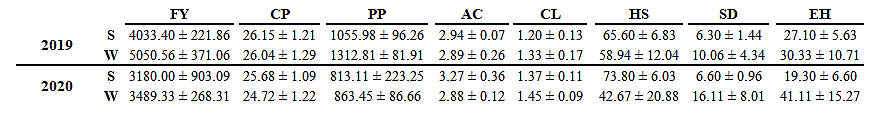 FY CP PP AC CL HS SD EH
2019 S 4033.40 ± 221.86 26.15 ± 1.21 1055.98 ± 96.26 2.94 ± 0.07 1.20 ± 0.13 65.60 ± 6.83 6.30 ± 1.44 27.10 ± 5.63
W 5050.56 ± 371.06 26.04 ± 1.29 1312.81 ± 81.91 2.89 ± 0.26 1.33 ± 0.17 58.94 ± 12.04 10.06 ± 4.34 30.33 ± 10.71
2020 S 3180.00 ± 903.09 25.68 ± 1.09 813.11 ± 223.25 3.27 ± 0.36 1.37 ± 0.11 73.80 ± 6.03 6.60 ± 0.96 19.30 ± 6.60
W 3489.33 ± 268.31 24.72 ± 1.22 863.45 ± 86.66 2.88 ± 0.12 1.45 ± 0.09 42.67 ± 20.88 16.11 ± 8.01 41.11 ± 15.27